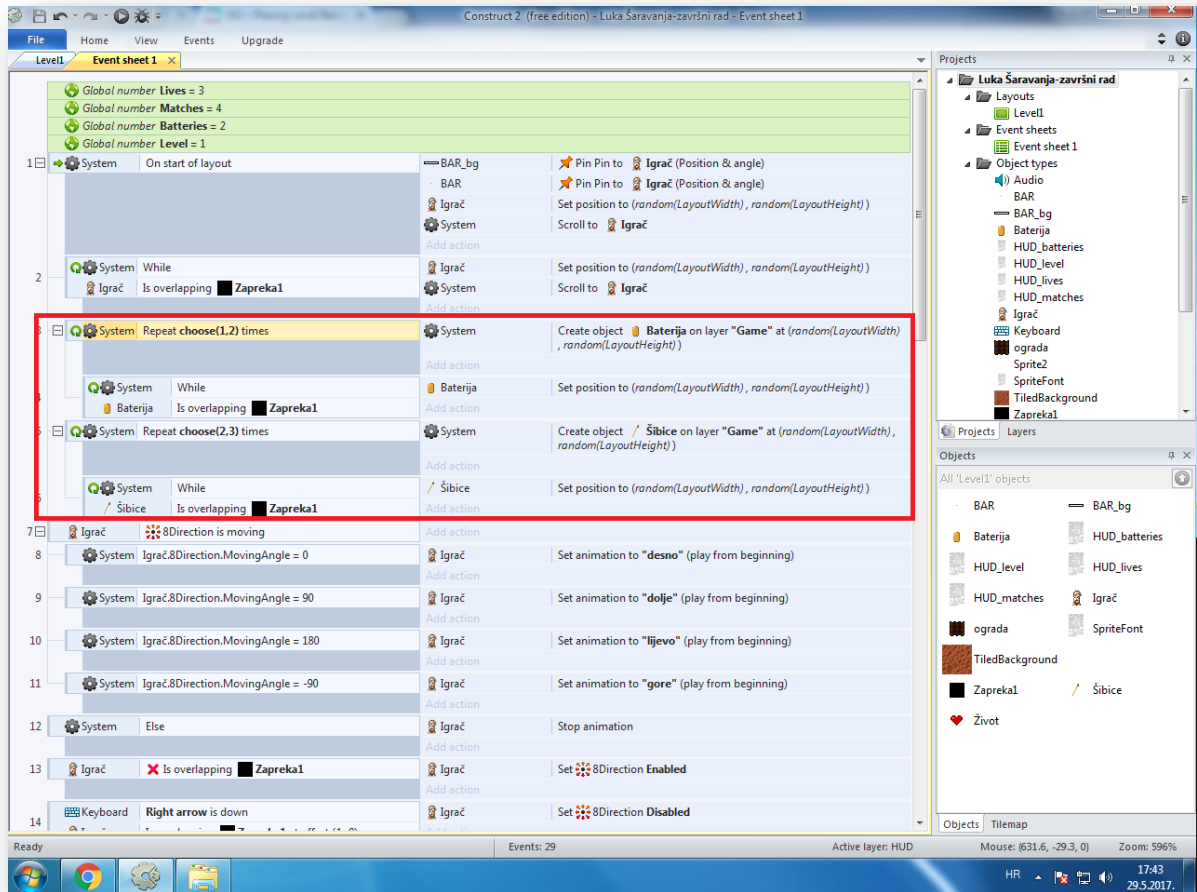 Construct 2 (free edition) - Luka Šaravanja-završni rad - Event sheet 1
File Home View Events Upgrade
Level1 Event sheet 1
Global number Lives = 3
Global number Matches = 4
Global number Batteries = 2
Global number Level = 1
1 System On start of layout BAR_bg Pin Pin to Igrač (Position & angle)
BAR Pin Pin to Igrač (Position & angle)
Igrač Set position to (random(LayoutWidth) , random(LayoutHeight) )
System Scroll to Igrač
Add action
2 System While Igrač Set position to (random(LayoutWidth) , random(LayoutHeight) )
Igrač Is overlapping Zapreka1 System Scroll to Igrač
Add action
3 System Repeat choose(1,2) times System Create object Baterija on layer "Game" at (random(LayoutWidth)
, random(LayoutHeight) )
Add action
System While Baterija Set position to (random(LayoutWidth) , random(LayoutHeight) )
Baterija Is overlapping Zapreka1 Add action
System Repeat choose(2,3) times System Create object Šibice on layer "Game" at (random(LayoutWidth) ,
random(LayoutHeight) )
Add action
System While Šibice Set position to (random(LayoutWidth) , random(LayoutHeight) )
Šibice Is overlapping Zapreka1 Add action
7 Igrač 8Direction is moving Add action
8 System Igrač.8Direction.MovingAngle = 0 Igrač Set animation to "desno" (play from beginning)
Add action
9 System Igrač.8Direction.MovingAngle = 90 Igrač Set animation to "dolje" (play from beginning)
Add action
10 System Igrač.8Direction.MovingAngle = 180 Igrač Set animation to "lijevo" (play from beginning)
Add action
11 System Igrač.8Direction.MovingAngle = -90 Igrač Set animation to "gore" (play from beginning)
Add action
12 System Else Igrač Stop animation
Add action
13 Igrač Is overlapping Zapreka1 Igrač Set 8Direction Enabled
Add action
14 Keyboard Right arrow is down Igrač Set 8Direction Disabled
Projects
Luka Šaravanja-završni rad
Layouts
Level1
Event sheets
Event sheet 1
Object types
Audio
BAR
BAR_bg
Baterija
HUD_batteries
HUD_level
HUD_lives
HUD_matches
Igrač
Keyboard
ograda
Sprite2
SpriteFont
TiledBackground
Zapreka1
Projects Layers
Objects
All 'Level1' objects
BAR BAR_bg
Baterija HUD_batteries
HUD_level HUD_lives
HUD_matches Igrač
ograda SpriteFont
TiledBackground
Zapreka1 Šibice
Život
Objects Tilemap
Ready Events: 29 Active layer: HUD Mouse: (631.6, -29.3, 0) Zoom: 596%
HR 17:43
29.5.2017.